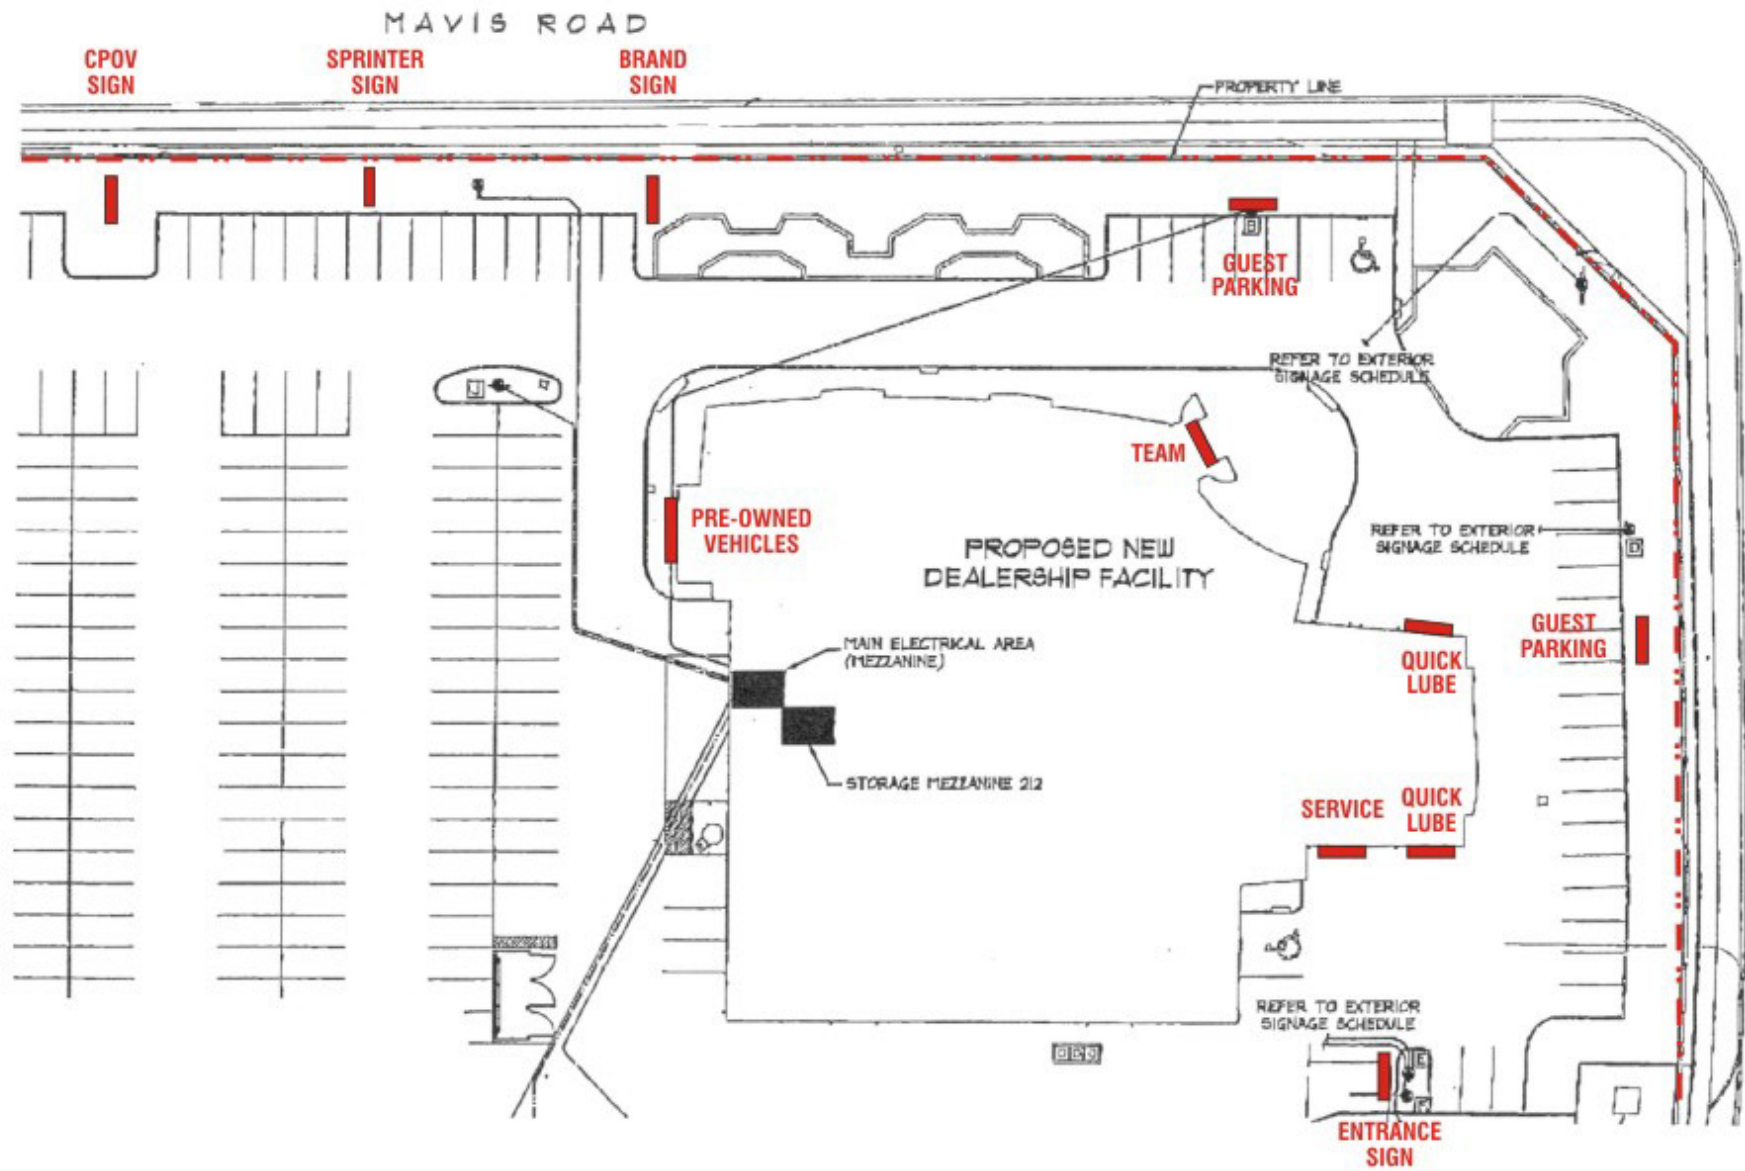 MAVIS ROAD
CPOV
SIGN
SPRINTER
SIGN
BRAND
SIGN
PROPERTY LINE
B
GUEST
PARKING
REFER TO EXTERIOR
SIGNAGE SCHEDULE
TEAM
PRE-OWNED
VEHICLES
PROPOSED NEW
DEALERSHIP FACILITY
REFER TO EXTERIOR
SIGNAGE SCHEDULE
D
GUEST
PARKING
MAIN ELECTRICAL AREA
(MEZZANINE)
QUICK
LUBE
STORAGE MEZZANINE 212
SERVICE
QUICK
LUBE
REFER TO EXTERIOR
SIGNAGE SCHEDULE
E
ENTRANCE
SIGN